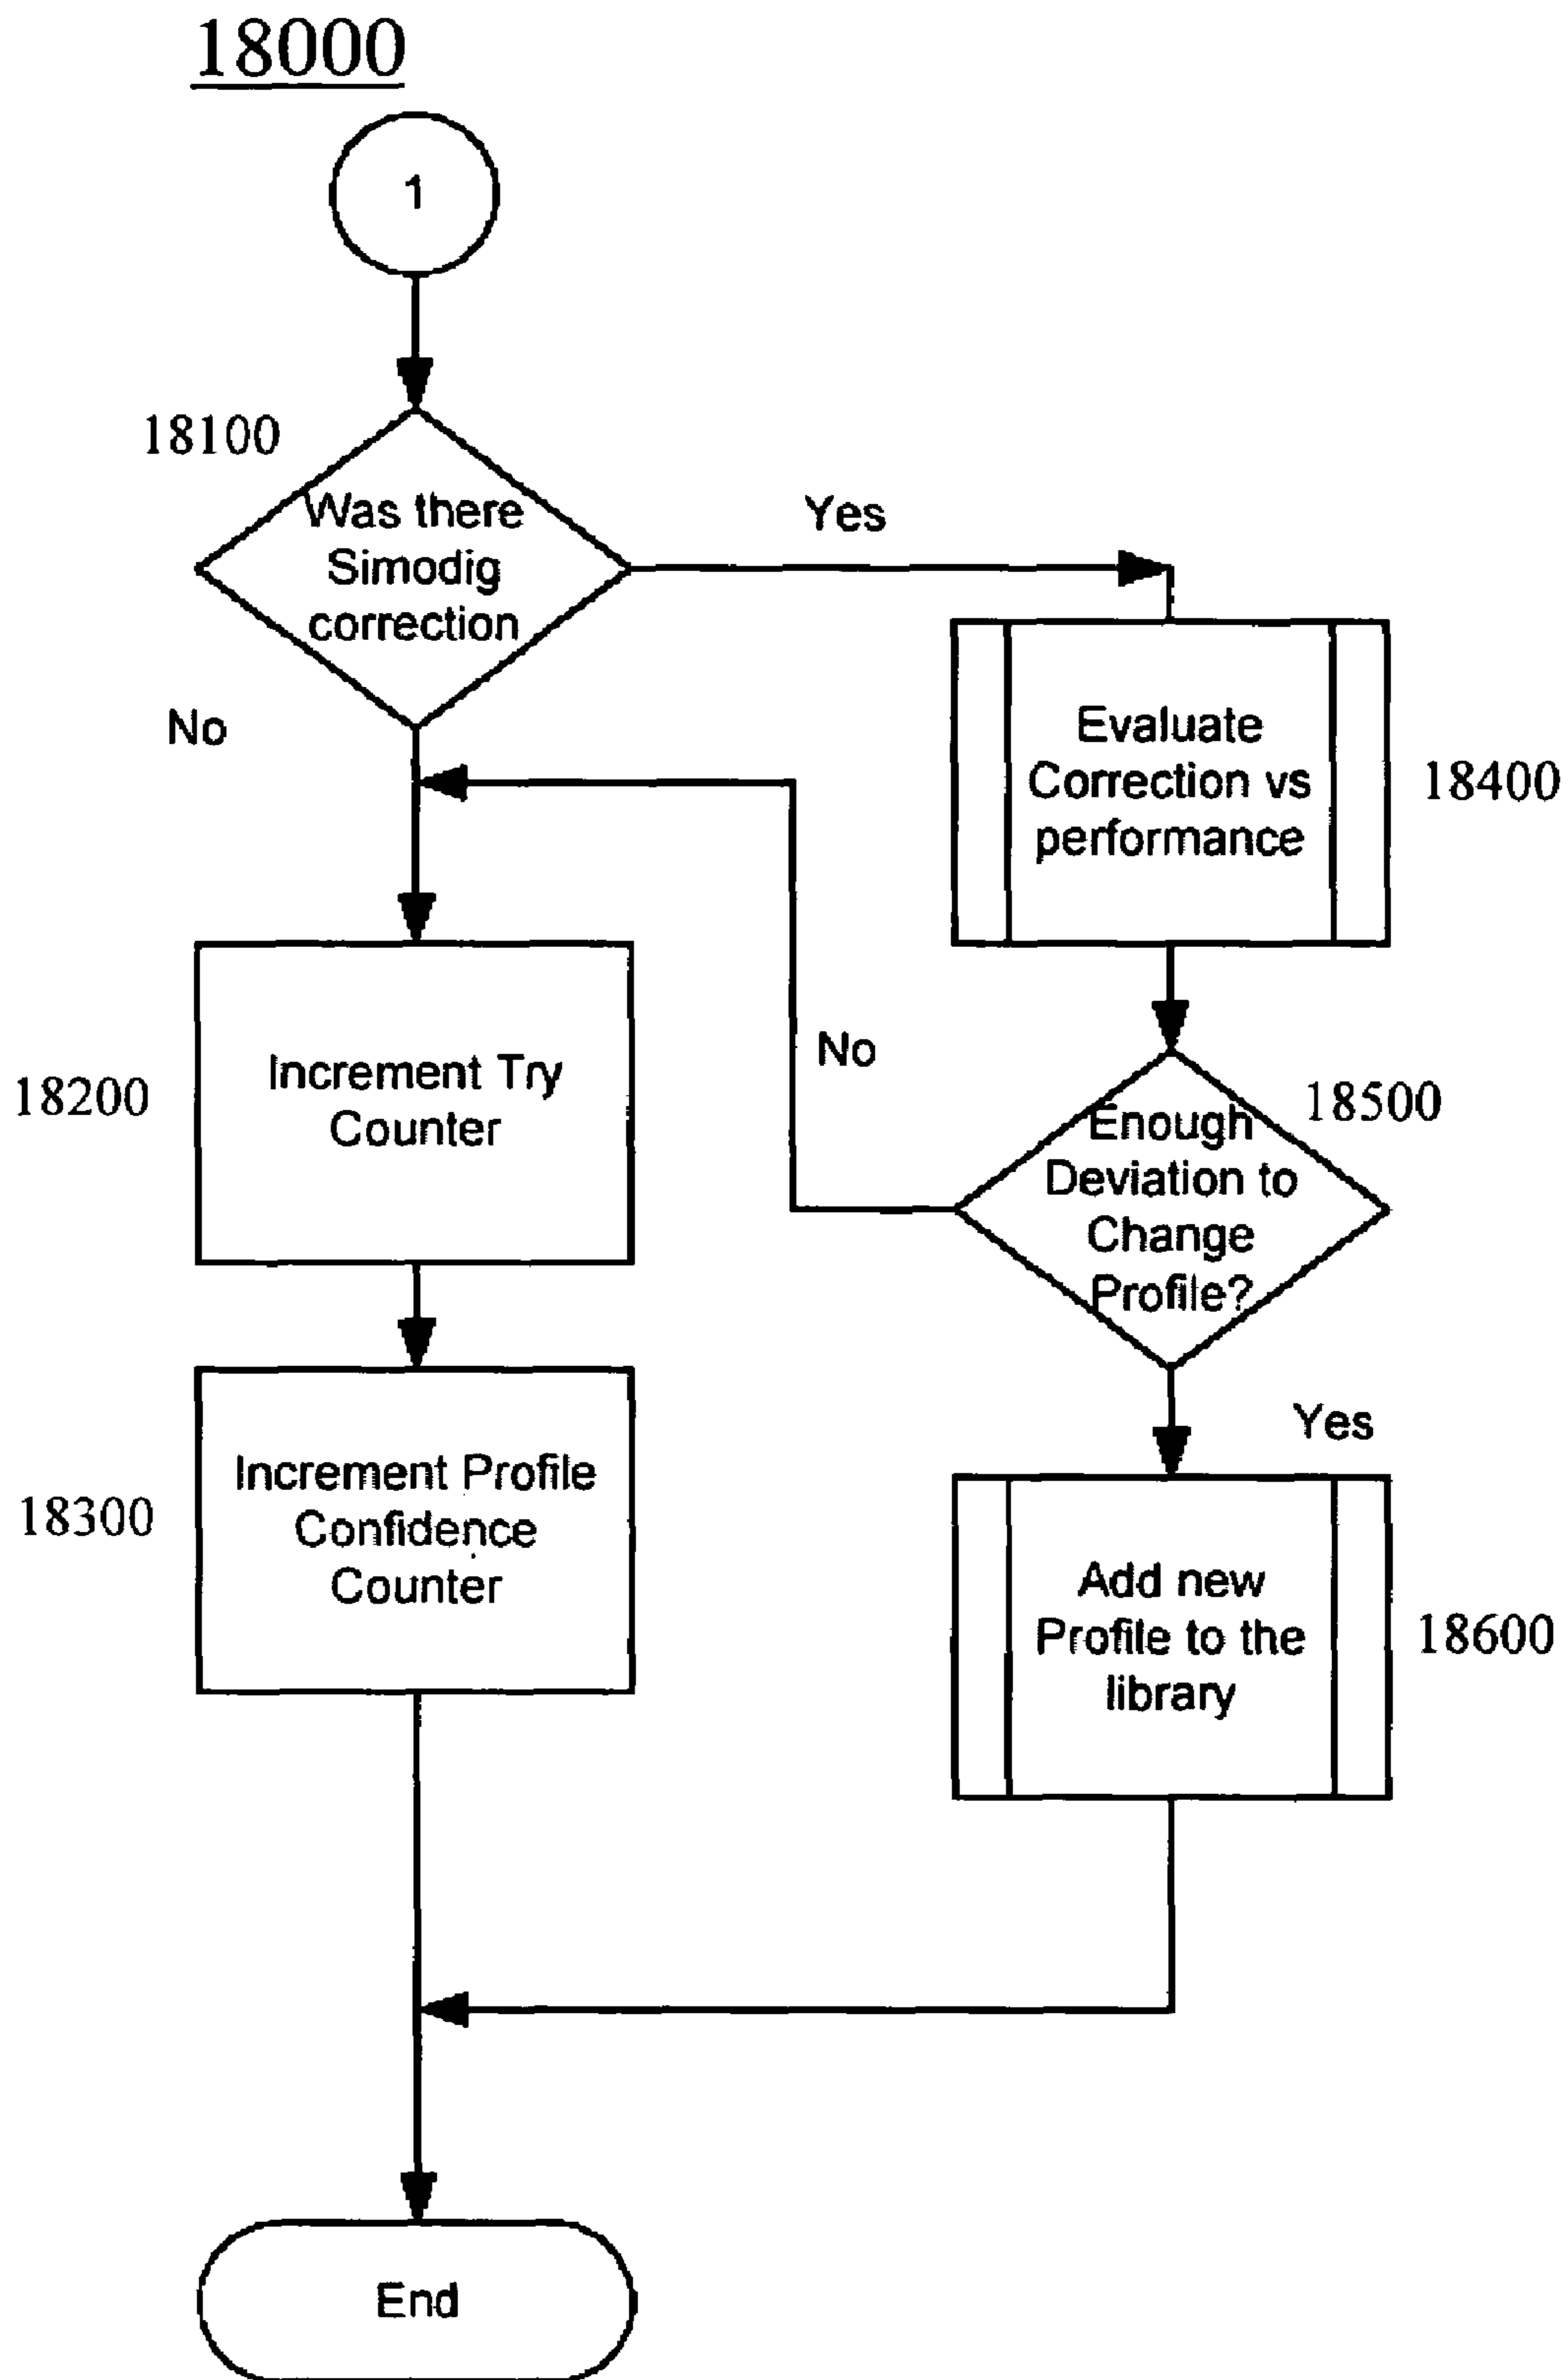 18000
1
18100
Was there
Simodig
correction
Yes
No
Evaluate
Correction vs
performance
18400
18200
Increment Try
Counter
No
18500
Enough
Deviation to
Change
Profile?
Yes
18300
Increment Profile
Confidence
Counter
Add new
Profile to the
library
18600
End